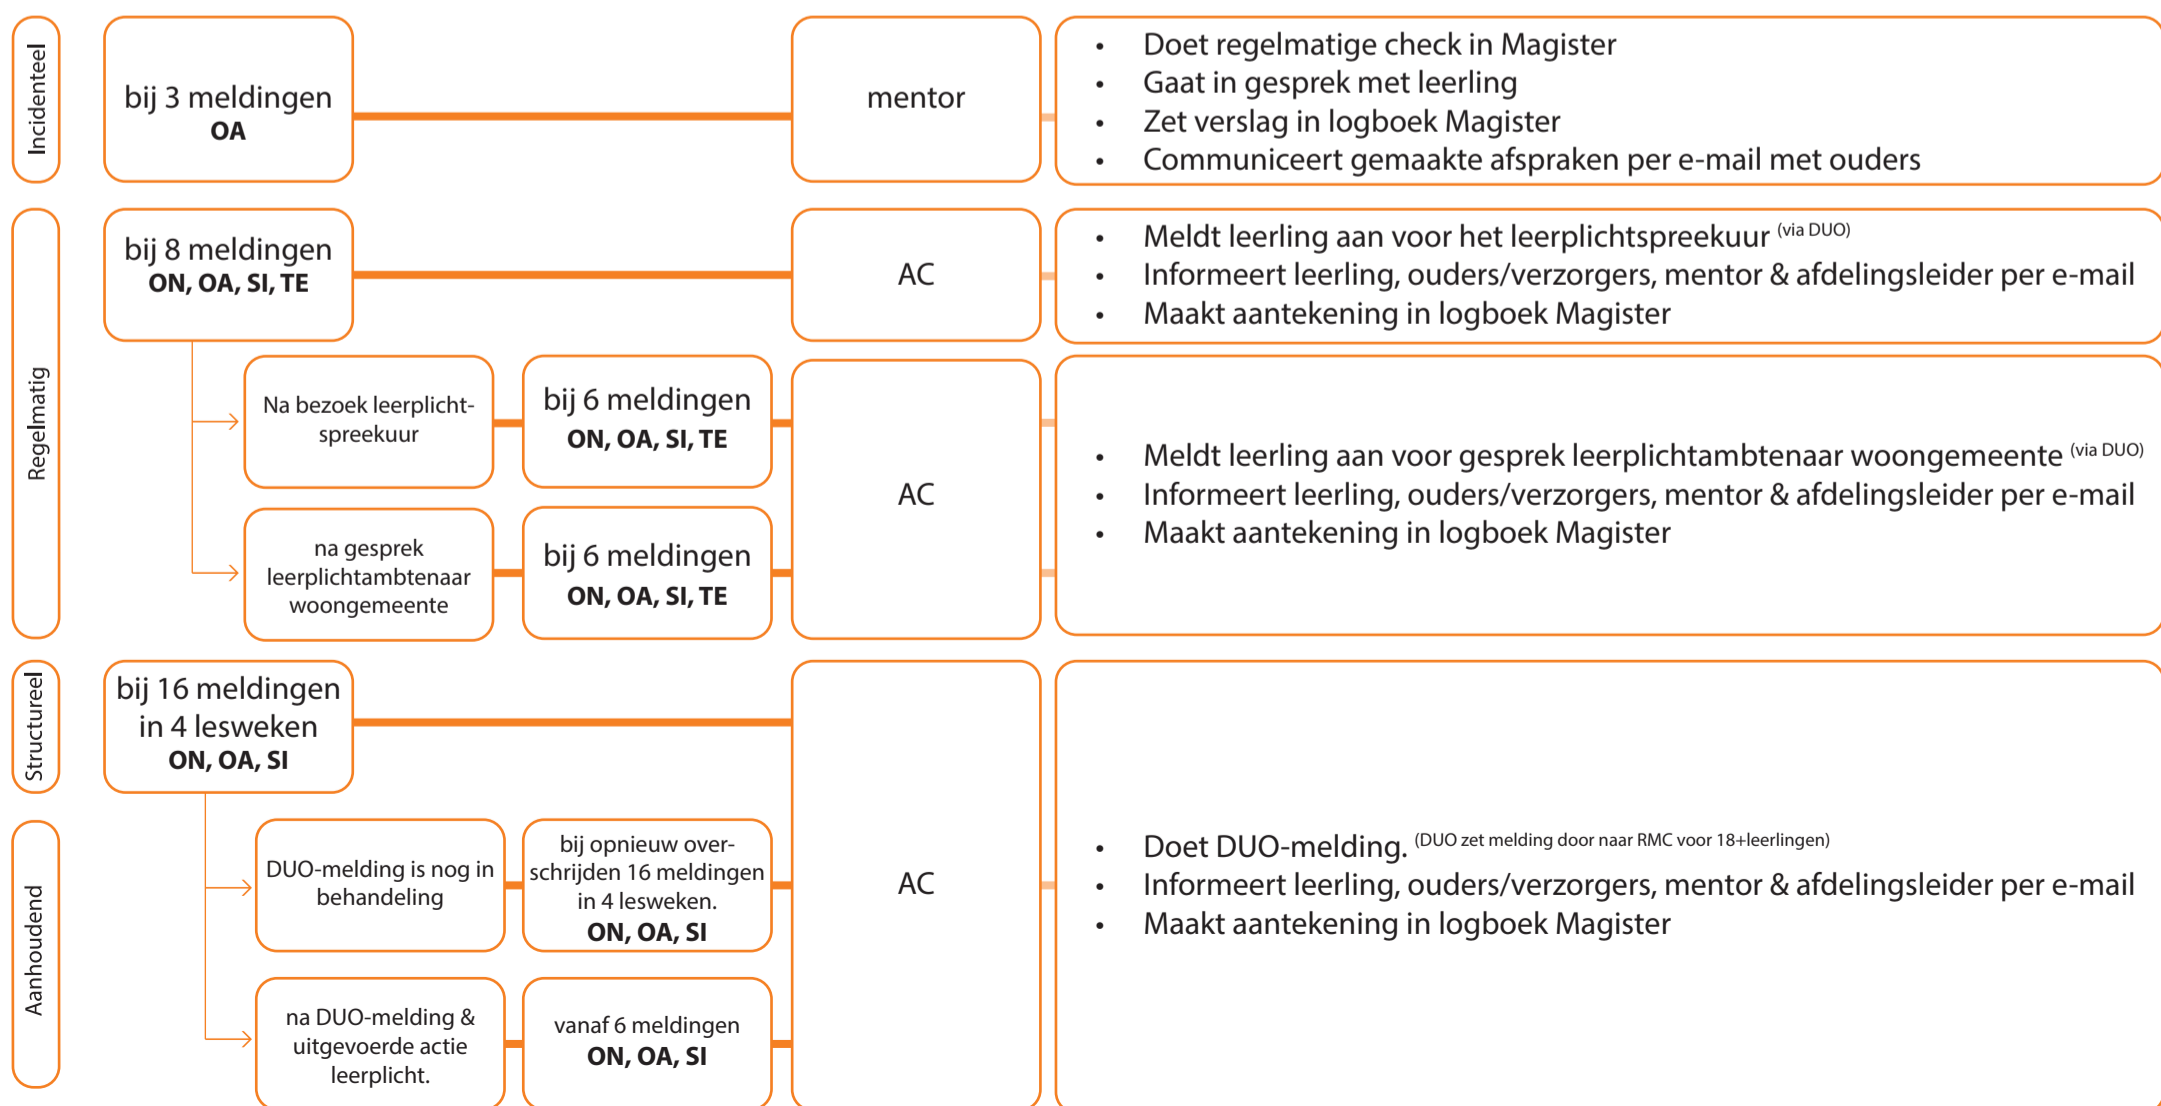 Incidenteel
bij 3 meldingen
OA
mentor
• Doet regelmatige check in Magister
• Gaat in gesprek met leerling
• Zet verslag in logboek Magister
• Communiceert gemaakte afspraken per e-mail met ouders
Regelmatig
bij 8 meldingen
ON, OA, SI, TE
AC
• Meldt leerling aan voor het leerplichtspreekuur (via DUO)
• Informeert leerling, ouders/verzorgers, mentor & afdelingsleider per e-mail
• Maakt aantekening in logboek Magister
Na bezoek leerplicht-
spreekuur
bij 6 meldingen
ON, OA, SI, TE
na gesprek
leerplichtambtenaar
woongemeente
bij 6 meldingen
ON, OA, SI, TE
AC
• Meldt leerling aan voor gesprek leerplichtambtenaar woongemeente (via DUO)
• Informeert leerling, ouders/verzorgers, mentor & afdelingsleider per e-mail
• Maakt aantekening in logboek Magister
Structureel
bij 16 meldingen
in 4 lesweken
ON, OA, SI
Aanhoudend
DUO-melding is nog in
behandeling
bij opnieuw over-
schrijden 16 meldingen
in 4 lesweken.
ON, OA, SI
na DUO-melding &
uitgevoerde actie
leerplicht.
vanaf 6 meldingen
ON, OA, SI
AC
• Doet DUO-melding. (DUO zet melding door naar RMC voor 18+leerlingen)
• Informeert leerling, ouders/verzorgers, mentor & afdelingsleider per e-mail
• Maakt aantekening in logboek Magister